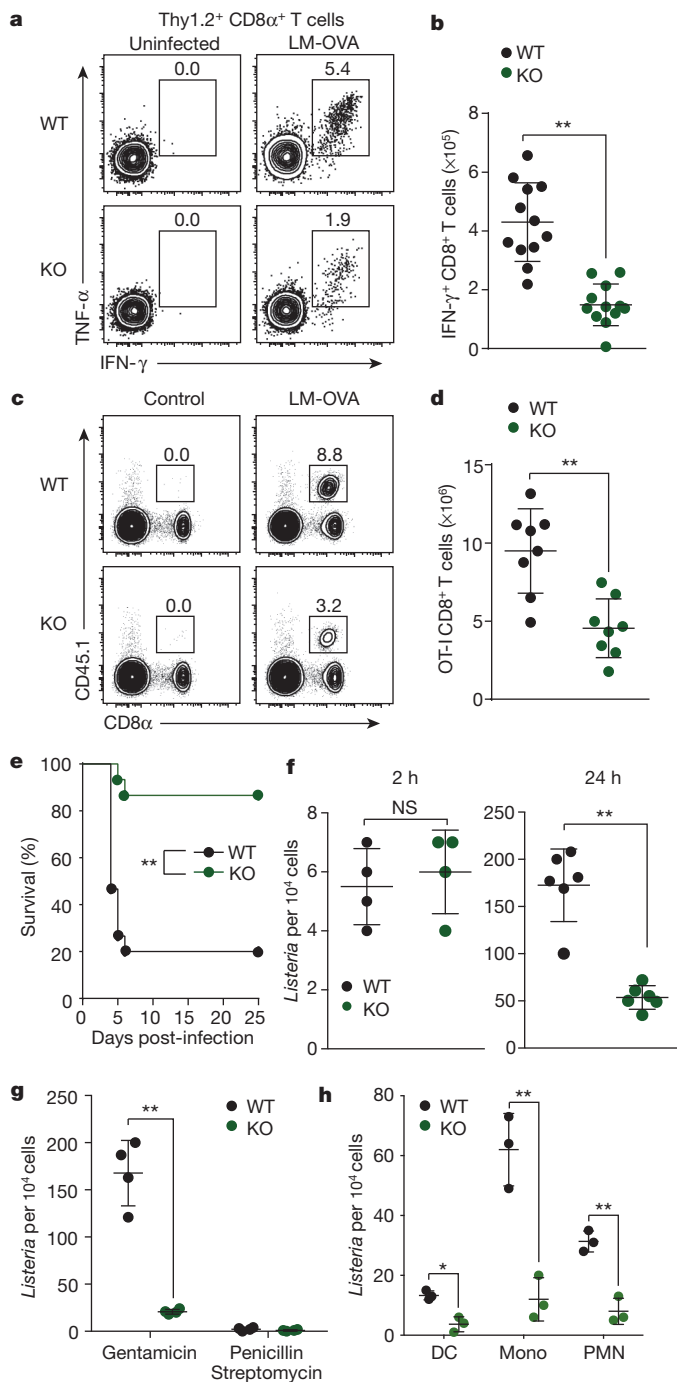 a
Thy1.2+ CD8α+ T cells
Uninfected
LM-OVA
WT
0.0
5.4
KO
0.0
1.9
TNF-α
IFN-γ
b
WT
KO
IFN-γ+ CD8+ T cells (×10⁵)
8
6
4
2
0
**
c
Control
LM-OVA
WT
0.0
8.8
KO
0.0
3.2
CD45.1
CD8α
d
WT
KO
OT-I CD8+ T cells (×10⁶)
15
10
5
0
**
e
Survival (%)
100
80
60
40
20
0
** WT
KO
0 5 10 15 20 25
Days post-infection
f
2 h
24 h
Listeria per 10⁴ cells
8
6
4
2
0
NS
WT
KO
200
150
100
50
0
**
g
Listeria per 10⁴ cells
250
200
150
100
50
0
**
WT
KO
Gentamicin
Penicillin
Streptomycin
h
WT
KO
Listeria per 10⁴ cells
80
60
40
20
0
*
**
**
DC Mono PMN